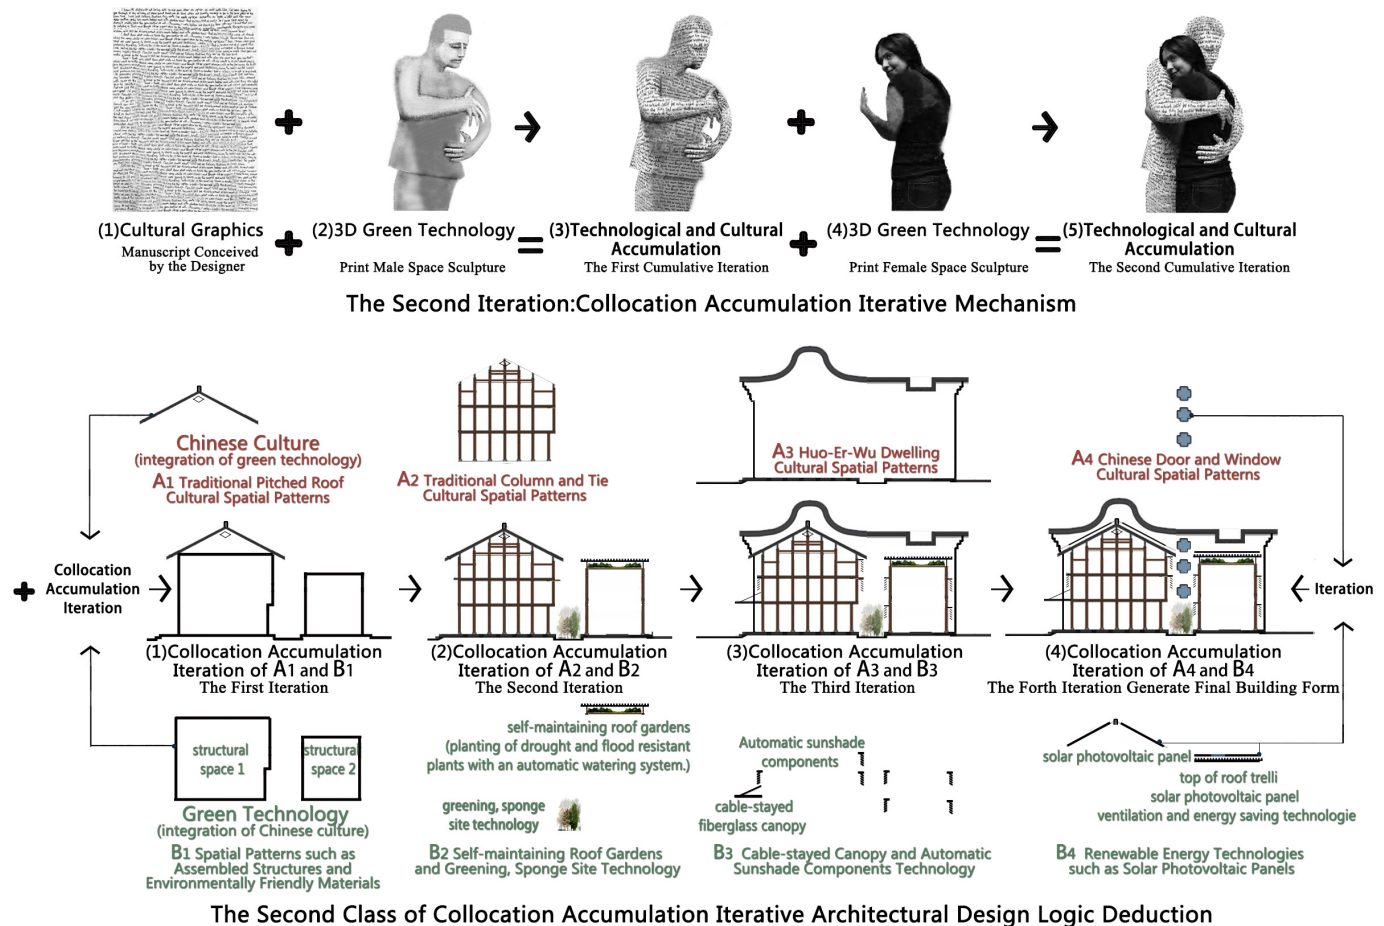 (1)Cultural Graphics
Manuscript Conceived
by the Designer
(2)3D Green Technology
Print Male Space Sculpture
(3)Technological and Cultural
Accumulation
The First Cumulative Iteration
(4)3D Green Technology
Print Female Space Sculpture
(5)Technological and Cultural
Accumulation
The Second Cumulative Iteration
The Second Iteration:Collocation Accumulation Iterative Mechanism
Chinese Culture
(integration of green technology)
A1 Traditional Pitched Roof
Cultural Spatial Patterns
A2 Traditional Column and Tie
Cultural Spatial Patterns
A3 Huo-Er-Wu Dwelling
Cultural Spatial Patterns
A4 Chinese Door and Window
Cultural Spatial Patterns
Collocation
Accumulation
Iteration
Iteration
(1)Collocation Accumulation
Iteration of A1 and B1
The First Iteration
(2)Collocation Accumulation
Iteration of A2 and B2
The Second Iteration
(3)Collocation Accumulation
Iteration of A3 and B3
The Third Iteration
(4)Collocation Accumulation
Iteration of A4 and B4
The Forth Iteration Generate Final Building Form
structural
space 1
structural
space 2
Green Technology
(integration of Chinese culture)
B1 Spatial Patterns such as
Assembled Structures and
Environmentally Friendly Materials
self-maintaining roof gardens
(planting of drought and flood resistant
plants with an automatic watering system.)
greening, sponge
site technology
B2 Self-maintaining Roof Gardens
and Greening, Sponge Site Technology
Automatic sunshade
components
cable-stayed
fiberglass canopy
B3 Cable-stayed Canopy and Automatic
Sunshade Components Technology
solar photovoltaic panel
top of roof trelli
solar photovoltaic panel
ventilation and energy saving technologie
B4 Renewable Energy Technologies
such as Solar Photovoltaic Panels
The Second Class of Collocation Accumulation Iterative Architectural Design Logic Deduction